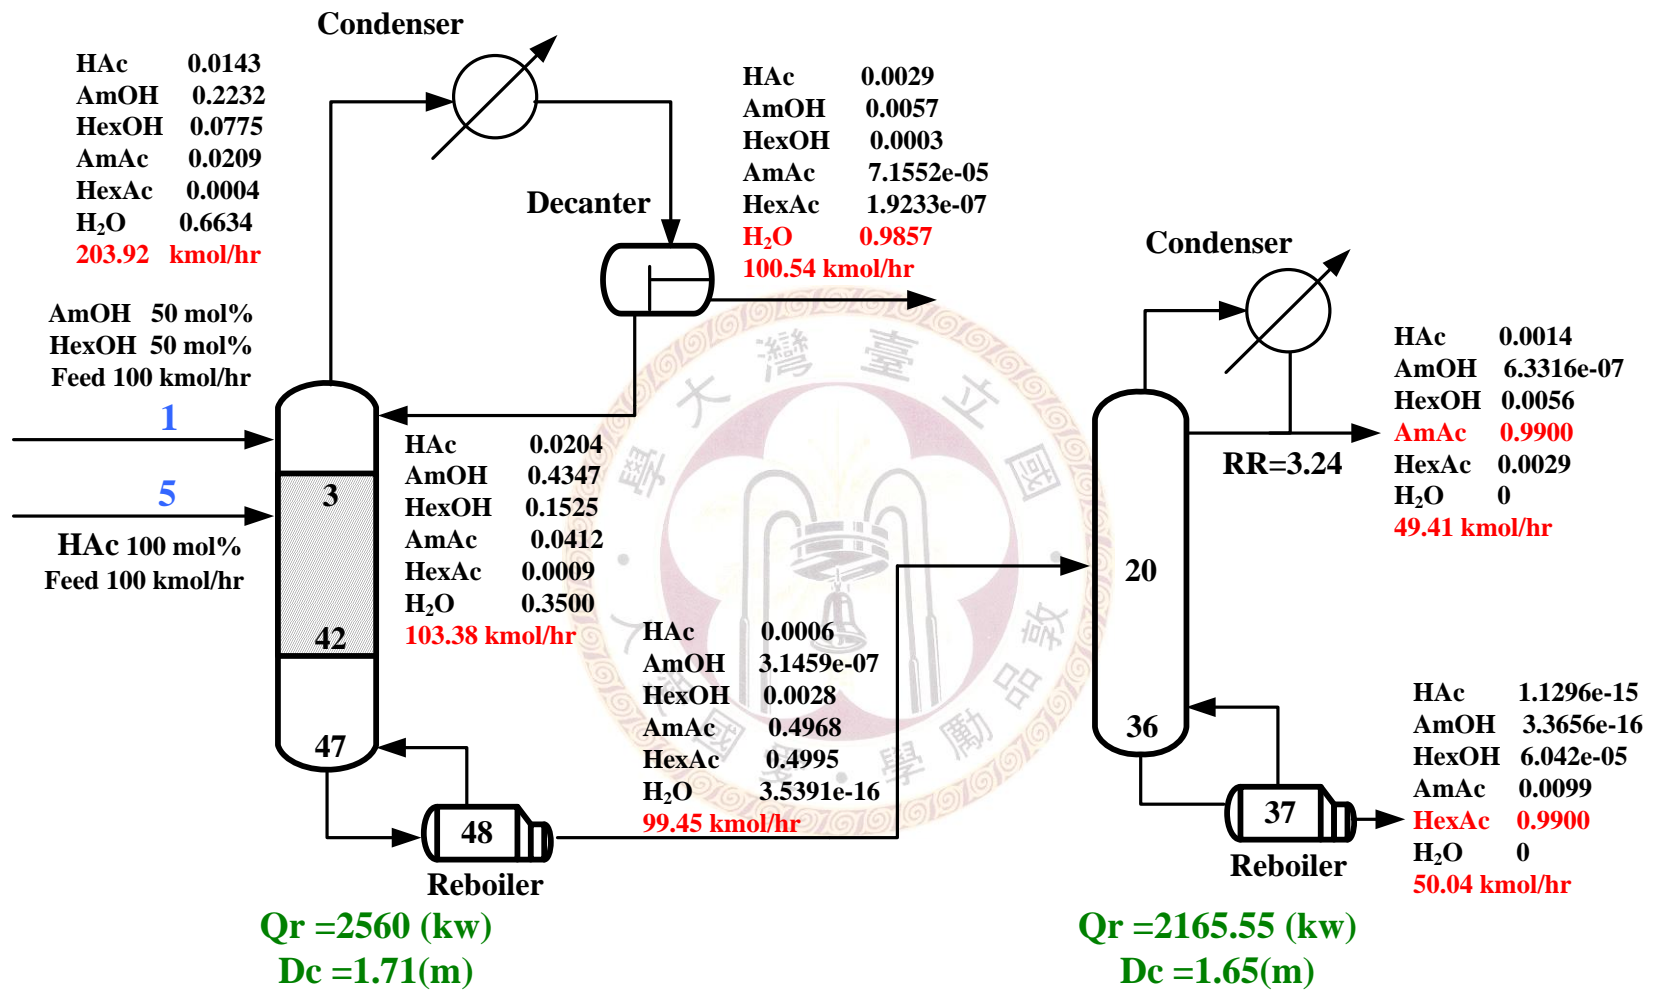 Condenser
HAc 0.0143
AmOH 0.2232
HexOH 0.0775
AmAc 0.0209
HexAc 0.0004
H₂O 0.6634
203.92 kmol/hr
AmOH 50 mol%
HexOH 50 mol%
Feed 100 kmol/hr
1
5
HAc 100 mol%
Feed 100 kmol/hr
3
42
47
48
Reboiler
Qr =2560 (kw)
Dc =1.71(m)
Decanter
HAc 0.0029
AmOH 0.0057
HexOH 0.0003
AmAc 7.1552e-05
HexAc 1.9233e-07
H₂O 0.9857
100.54 kmol/hr
HAc 0.0204
AmOH 0.4347
HexOH 0.1525
AmAc 0.0412
HexAc 0.0009
H₂O 0.3500
103.38 kmol/hr
HAc 0.0006
AmOH 3.1459e-07
HexOH 0.0028
AmAc 0.4968
HexAc 0.4995
H₂O 3.5391e-16
99.45 kmol/hr
Condenser
RR=3.24
HAc 0.0014
AmOH 6.3316e-07
HexOH 0.0056
AmAc 0.9900
HexAc 0.0029
H₂O 0
49.41 kmol/hr
20
36
37
Reboiler
HAc 1.1296e-15
AmOH 3.3656e-16
HexOH 6.042e-05
AmAc 0.0099
HexAc 0.9900
H₂O 0
50.04 kmol/hr
Qr =2165.55 (kw)
Dc =1.65(m)
國立臺灣大學